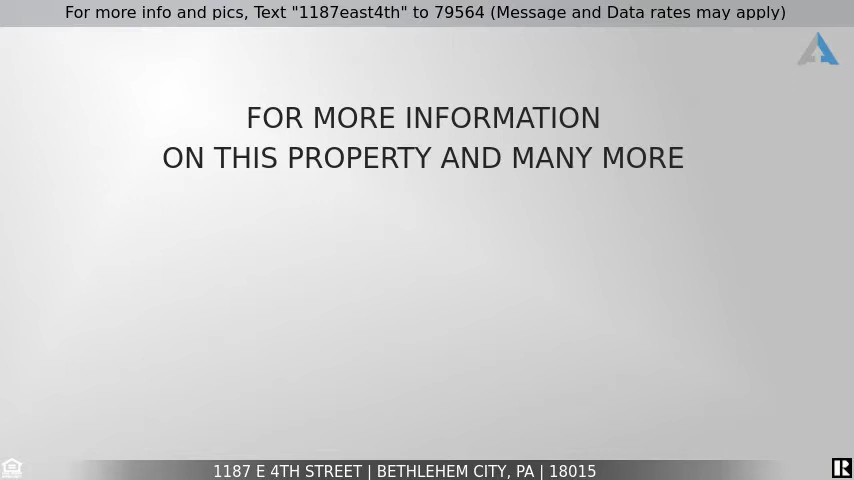 For more info and pics, Text "1187east4th" to 79564 (Message and Data rates may apply)
FOR MORE INFORMATION
ON THIS PROPERTY AND MANY MORE
1187 E 4TH STREET | BETHLEHEM CITY, PA | 18015